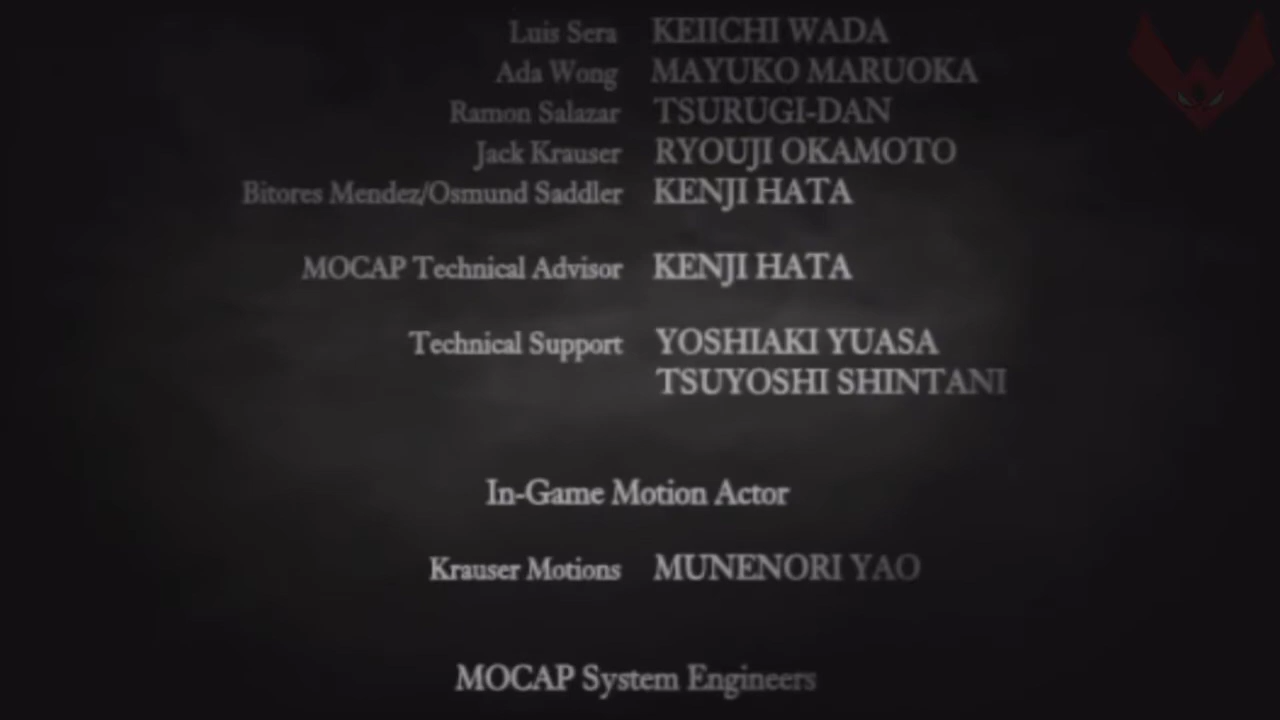 Luis Sera KEIICHI WADA
Ada Wong MAYUKO MARUOKA
Ramon Salazar TSURUGI-DAN
Jack Krauser RYOUJI OKAMOTO
Bitores Mendez/Osmund Saddler KENJI HATA
MOCAP Technical Advisor KENJI HATA
Technical Support YOSHIAKI YUASA
TSUYOSHI SHINTANI
In-Game Motion Actor
Krauser Motions MUNENORI YAO
MOCAP System Engineers